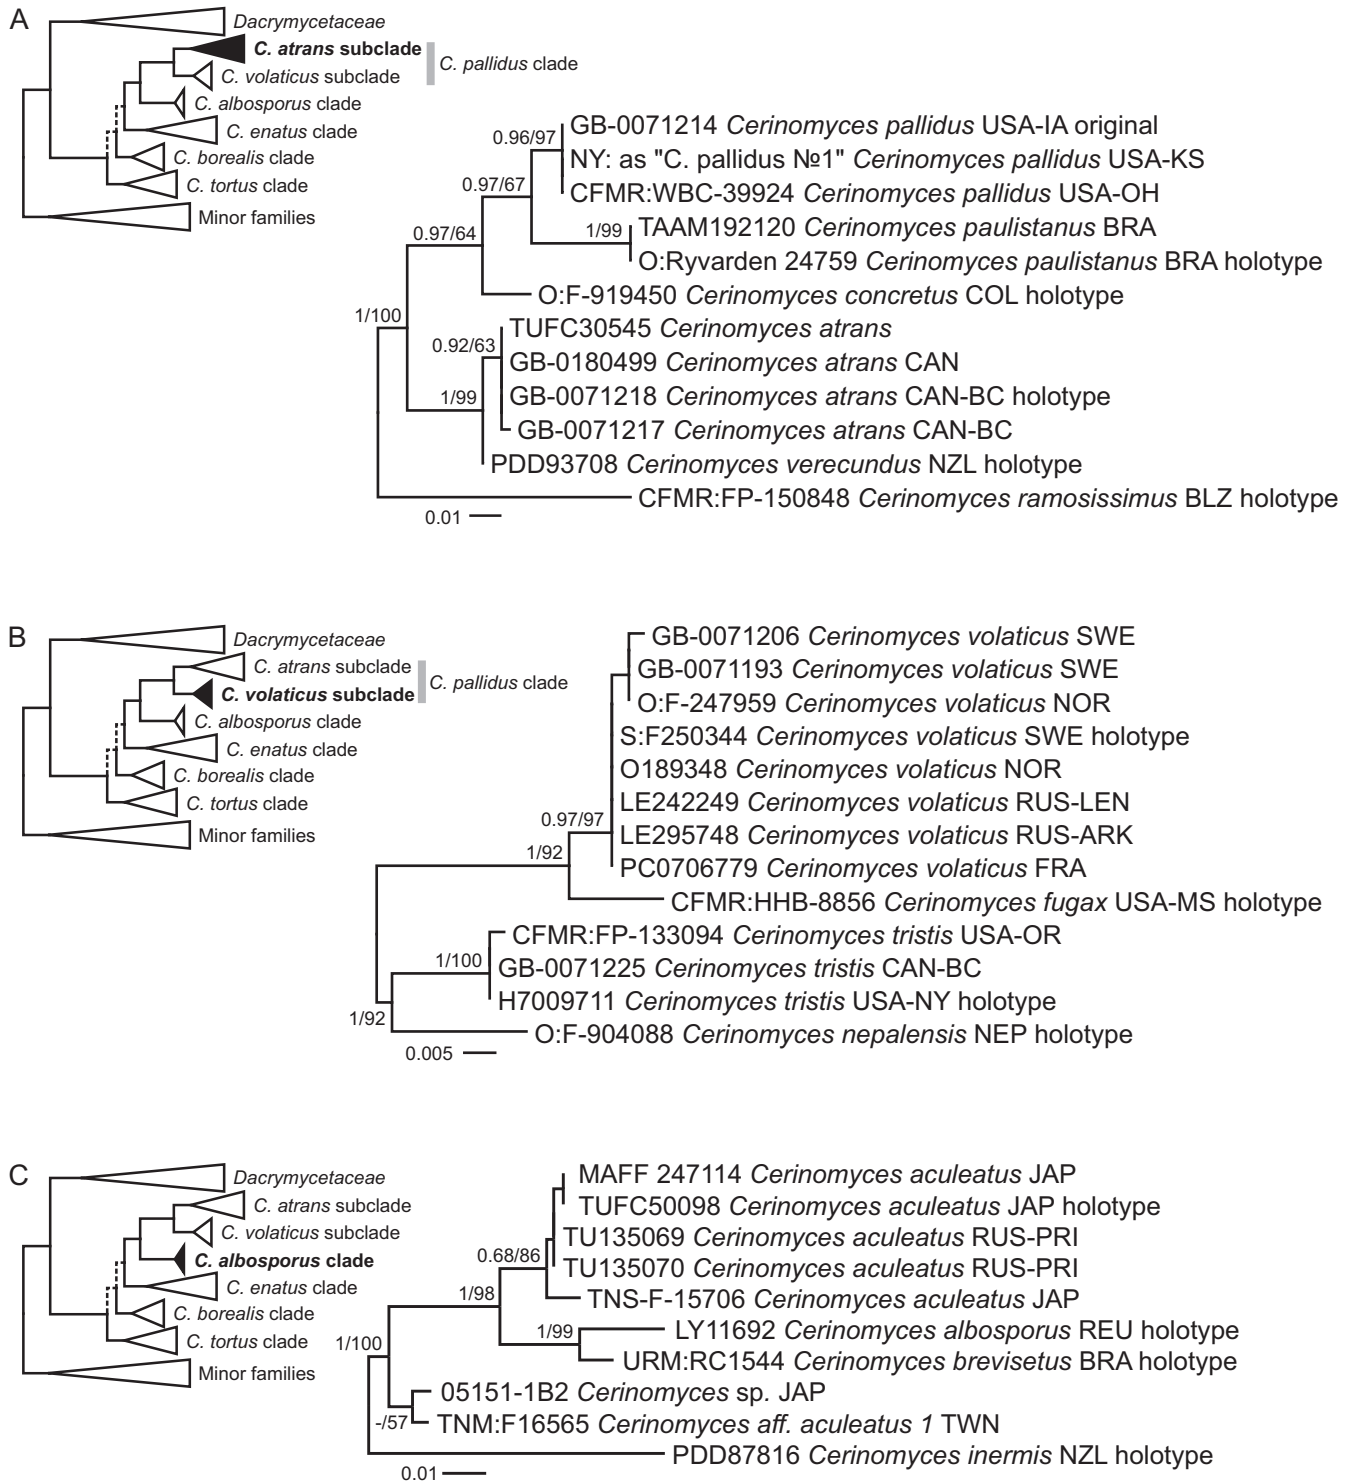 A
Dacrymycetaceae
C. atrans subclade
C. volaticus subclade
C. pallidus clade
C. albosporus clade
C. enatus clade
C. borealis clade
C. tortus clade
Minor families
0.96/97
GB-0071214 Cerinomyces pallidus USA-IA original
NY: as "C. pallidus №1" Cerinomyces pallidus USA-KS
0.97/67
CFMR:WBC-39924 Cerinomyces pallidus USA-OH
0.97/64
1/99
TAAM192120 Cerinomyces paulistanus BRA
O:Ryvarden 24759 Cerinomyces paulistanus BRA holotype
O:F-919450 Cerinomyces concretus COL holotype
1/100
TUFC30545 Cerinomyces atrans
0.92/63
GB-0180499 Cerinomyces atrans CAN
1/99
GB-0071218 Cerinomyces atrans CAN-BC holotype
GB-0071217 Cerinomyces atrans CAN-BC
PDD93708 Cerinomyces verecundus NZL holotype
CFMR:FP-150848 Cerinomyces ramosissimus BLZ holotype
0.01
B
Dacrymycetaceae
C. atrans subclade
C. volaticus subclade
C. pallidus clade
C. albosporus clade
C. enatus clade
C. borealis clade
C. tortus clade
Minor families
GB-0071206 Cerinomyces volaticus SWE
GB-0071193 Cerinomyces volaticus SWE
O:F-247959 Cerinomyces volaticus NOR
S:F250344 Cerinomyces volaticus SWE holotype
O189348 Cerinomyces volaticus NOR
LE242249 Cerinomyces volaticus RUS-LEN
0.97/97
LE295748 Cerinomyces volaticus RUS-ARK
1/92
PC0706779 Cerinomyces volaticus FRA
CFMR:HHB-8856 Cerinomyces fugax USA-MS holotype
CFMR:FP-133094 Cerinomyces tristis USA-OR
1/100
GB-0071225 Cerinomyces tristis CAN-BC
H7009711 Cerinomyces tristis USA-NY holotype
1/92
O:F-904088 Cerinomyces nepalensis NEP holotype
0.005
C
Dacrymycetaceae
C. atrans subclade
C. volaticus subclade
C. albosporus clade
C. enatus clade
C. borealis clade
C. tortus clade
Minor families
MAFF 247114 Cerinomyces aculeatus JAP
TUFC50098 Cerinomyces aculeatus JAP holotype
TU135069 Cerinomyces aculeatus RUS-PRI
0.68/86
TU135070 Cerinomyces aculeatus RUS-PRI
1/98
TNS-F-15706 Cerinomyces aculeatus JAP
1/99
LY11692 Cerinomyces albosporus REU holotype
1/100
URM:RC1544 Cerinomyces brevisetus BRA holotype
05151-1B2 Cerinomyces sp. JAP
-/57
TNM:F16565 Cerinomyces aff. aculeatus 1 TWN
PDD87816 Cerinomyces inermis NZL holotype
0.01